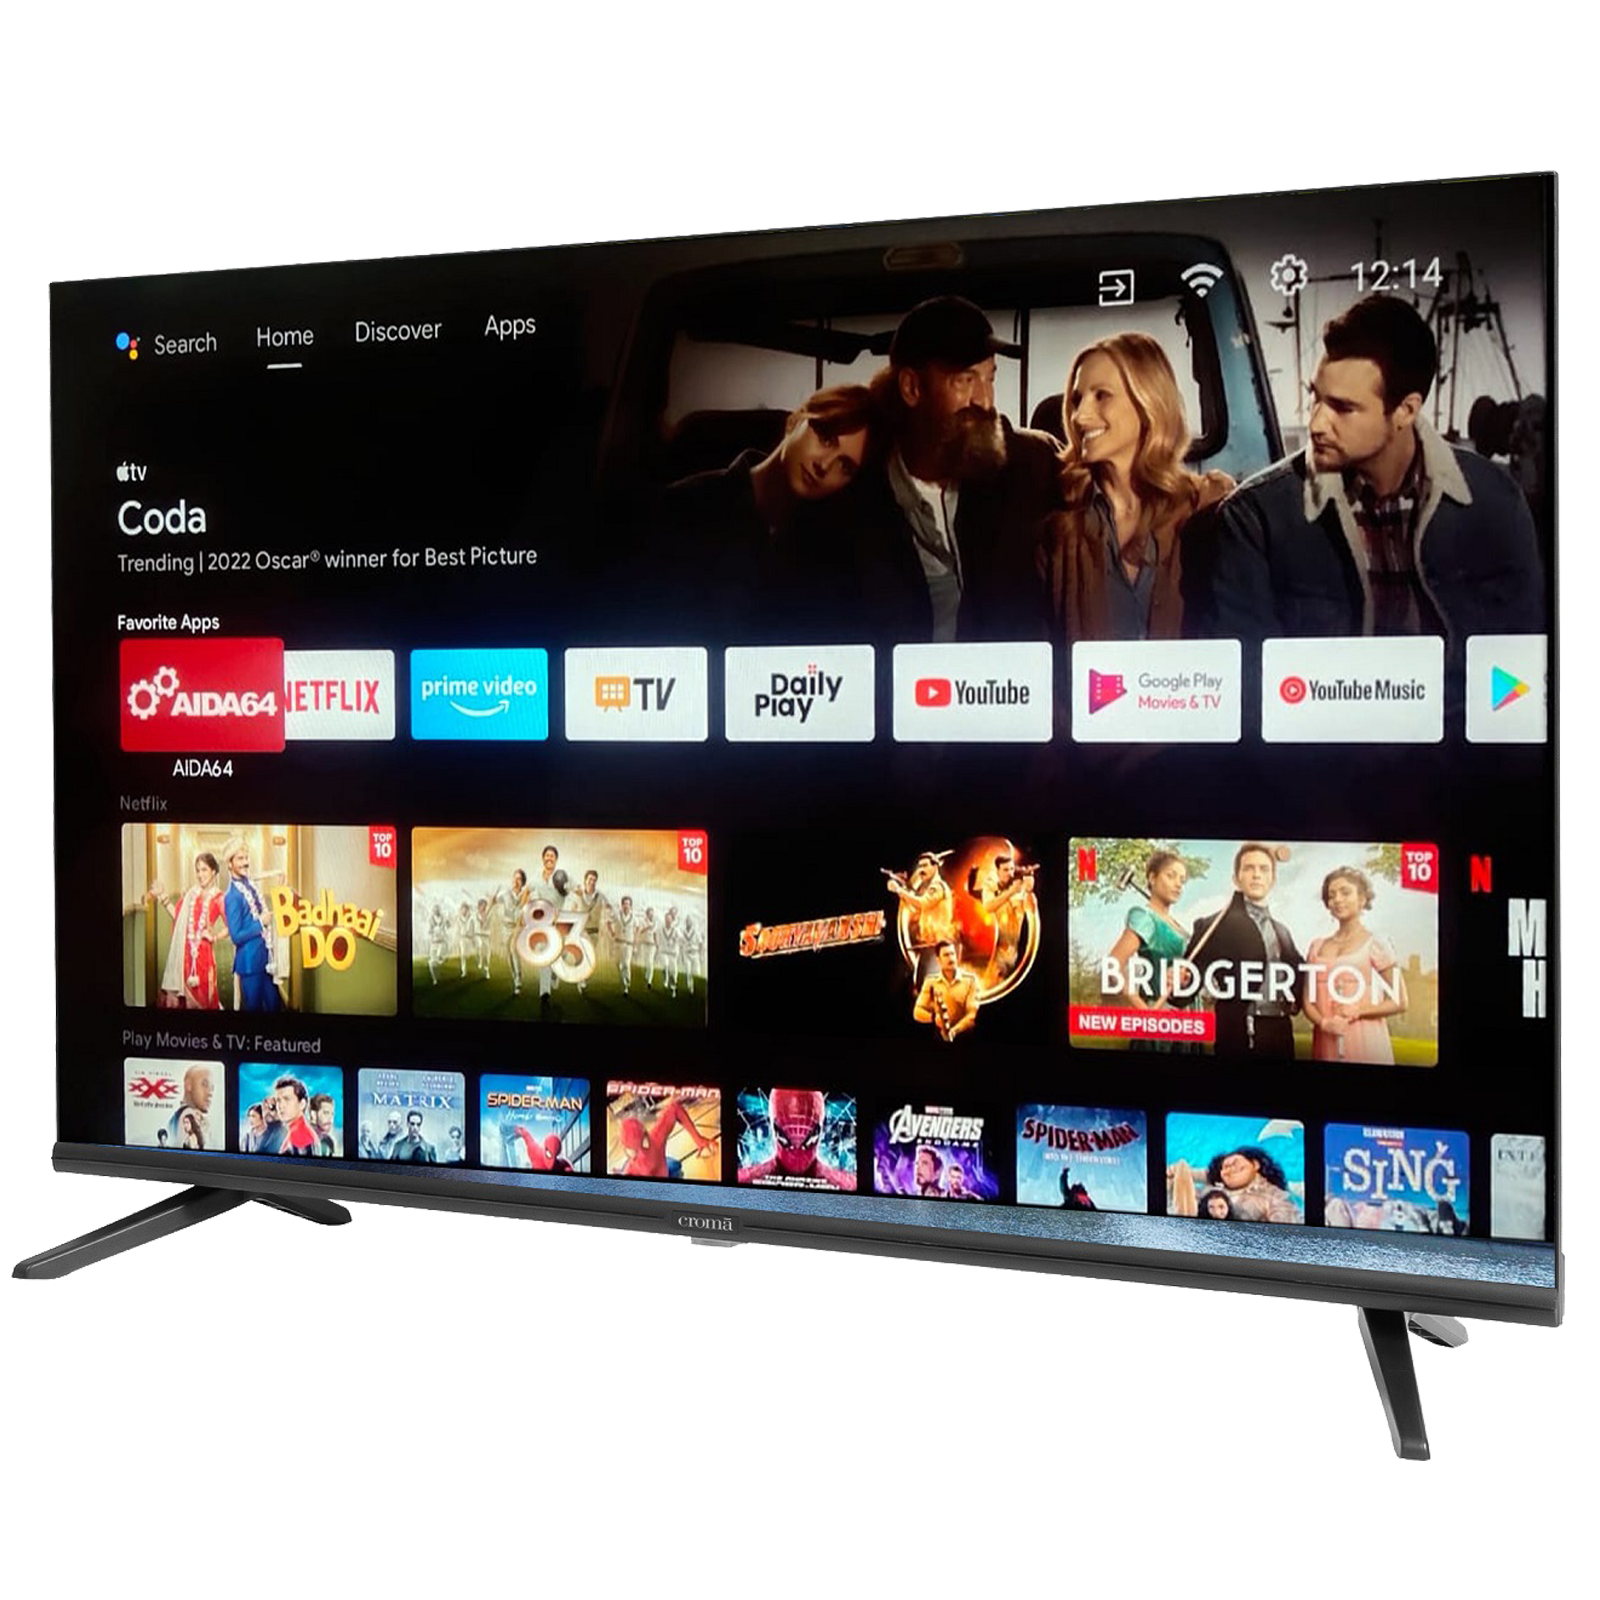 12:14
Search Home Discover Apps
tv
Coda
Trending | 2022 Oscar® winner for Best Picture
Favorite Apps
AIDA64
NETFLIX
prime video
TV
Daily
Play
YouTube
Google Play
Movies & TV
YouTube Music
AIDA64
Netflix
Badhaai
DO
TOP
10
83
TOP
10
SOORYAVANSHI
N
BRIDGERTON
NEW EPISODES
TOP
10
N
M
H
Play Movies & TV: Featured
xXx
MATRIX
SPIDER-MAN
SPIDER-MAN
AVENGERS
SPIDER-MAN
SING
cromā